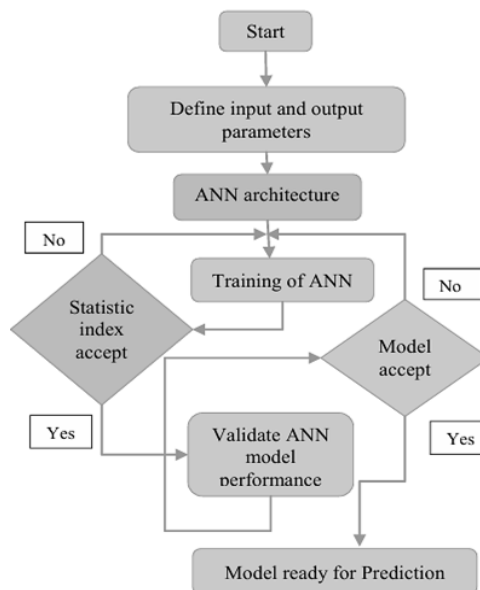 Start
Define input and output
parameters
ANN architecture
No
Training of ANN
No
Statistic
index
accept
Model
accept
Yes
Validate ANN
model
performance
Yes
Model ready for Prediction